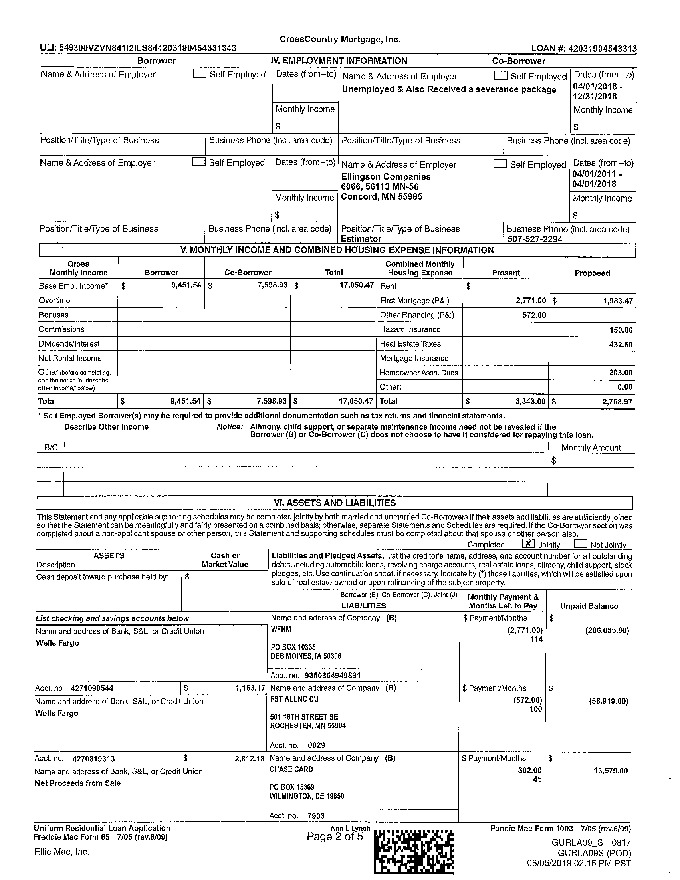 CrossCountry Mortgage, Inc.
LOAN #: 42031904543313
Borrower IV. EMPLOYMENT INFORMATION Co-Borrower
Name & Address of Employer Self Employed Dates (from–to) Name & Address of Employer Self Employed Dates (from–to)
Unemployed & Also Received a severance package 04/01/2018 -
12/31/2018
Monthly Income Monthly Income
$ $
Position/Title/Type of Business Business Phone (incl. area code) Position/Title/Type of Business Business Phone (incl. area code)
Name & Address of Employer Self Employed Dates (from–to) Name & Address of Employer Self Employed Dates (from–to)
Ellingson Companies 04/01/2011 -
56113 MN-56 04/01/2018
Monthly Income Concord, MN 55985 Monthly Income
$ $
Position/Title/Type of Business Business Phone (incl. area code) Position/Title/Type of Business Business Phone (incl. area code)
Estimator 507-527-2294
V. MONTHLY INCOME AND COMBINED HOUSING EXPENSE INFORMATION
Gross Monthly Income Borrower Co-Borrower Total Combined Monthly Housing Expense Present Proposed
Base Empl. Income* $ 9,451.54 $ 7,598.93 $ 17,050.47 Rent $
Overtime First Mortgage (P&I) 2,771.00 $ 1,983.47
Bonuses Other Financing (P&I) 572.00
Commissions Hazard Insurance 150.00
Dividends/Interest Real Estate Taxes 432.50
Net Rental Income Mortgage Insurance
Other (before completing, see the notice in "describe other income," below) Homeowner Assn. Dues 203.00
Other: 0.00
Total $ 9,451.54 $ 7,598.93 $ 17,050.47 Total $ 3,343.00 $ 2,768.97
* Self Employed Borrower(s) may be required to provide additional documentation such as tax returns and financial statements.
Describe Other Income Notice: Alimony, child support, or separate maintenance income need not be revealed if the
Borrower (B) or Co-Borrower (C) does not choose to have it considered for repaying this loan.
B/C Monthly Amount
$
VI. ASSETS AND LIABILITIES
This Statement and any applicable supporting schedules may be completed jointly by both married and unmarried Co-Borrowers if their assets and liabilities are sufficiently joined
so that the Statement can be meaningfully and fairly presented on a combined basis; otherwise, separate Statements and Schedules are required. If the Co-Borrower section was
completed about a non-applicant spouse or other person, this Statement and supporting schedules must be completed about that spouse or other person also.
Completed X Jointly Not Jointly
ASSETS Cash or Market Value
Description
Liabilities and Pledged Assets. List the creditor's name, address, and account number for all outstanding
debts, including automobile loans, revolving charge accounts, real estate loans, alimony, child support, stock
pledges, etc. Use continuation sheet, if necessary. Indicate by (*) those liabilities, which will be satisfied upon
sale of real estate owned or upon refinancing of the subject property.
Cash deposit toward purchase held by: $
Borrower (B) Co-Borrower (C) Joint (J)
LIABILITIES Monthly Payment & Months Left to Pay Unpaid Balance
List checking and savings accounts below
Name and address of Company (B) $ Payment/Months $
Name and address of Bank, S&L, or Credit Union WFHM (2,771.00)
Wells Fargo 114
PO BOX 10335
DES MOINES, IA 50306
Acct. no.
Acct. no. 4271090544 $ 1,163.17 Name and address of Company (B) $ Payment/Months $
Name and address of Bank, S&L, or Credit Union FST ALLNC CU (572.00) (58,919.00)
Wells Fargo 100
501 16TH STREET SE
ROCHESTER, MN 55904
Acct. no. 0029
Acct. no. 4270819313 $ 2,812.18 Name and address of Company (B) $ Payment/Months $
Name and address of Bank, S&L, or Credit Union CHASE CARD 302.00 13,579.00
Net Proceeds from Sale 45
PO BOX 15369
WILMINGTON, DE 19850
Acct. no. 7903
Uniform Residential Loan Application
Freddie Mac Form 65 7/05 (rev.6/09)
Ann L Lynch
Page 2 of 5
Fannie Mae Form 1003 7/05 (rev.6/09)
Ellie Mae, Inc.
GURLA09_S 0817
GURLA09S (POD)
06/06/2019 02:16 PM PST